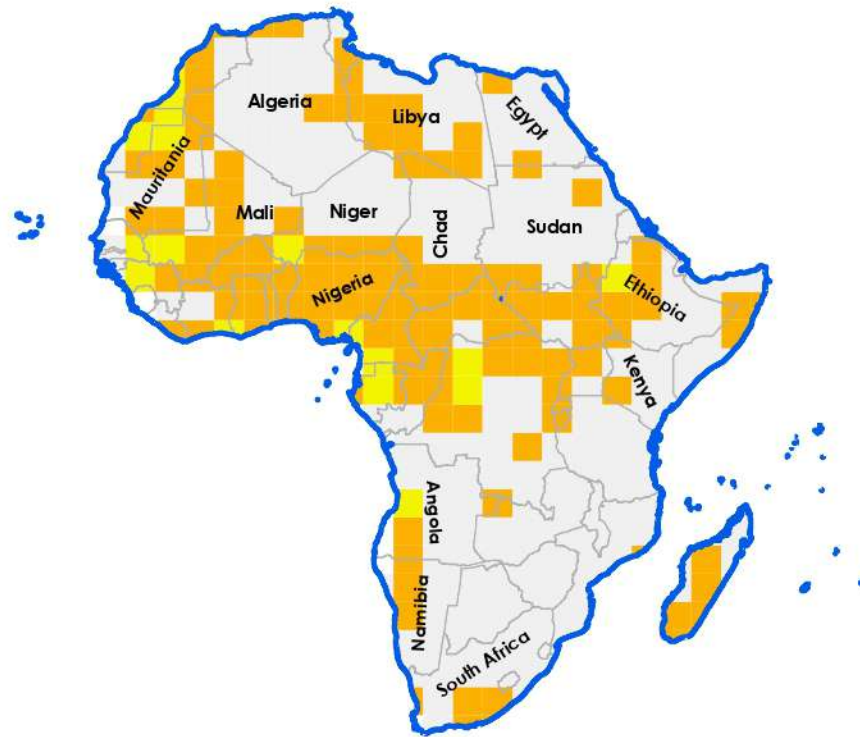 Algeria
Libya
Egypt
Mauritania
Mali
Niger
Chad
Sudan
Nigeria
Ethiopia
Kenya
Angola
Namibia
South Africa